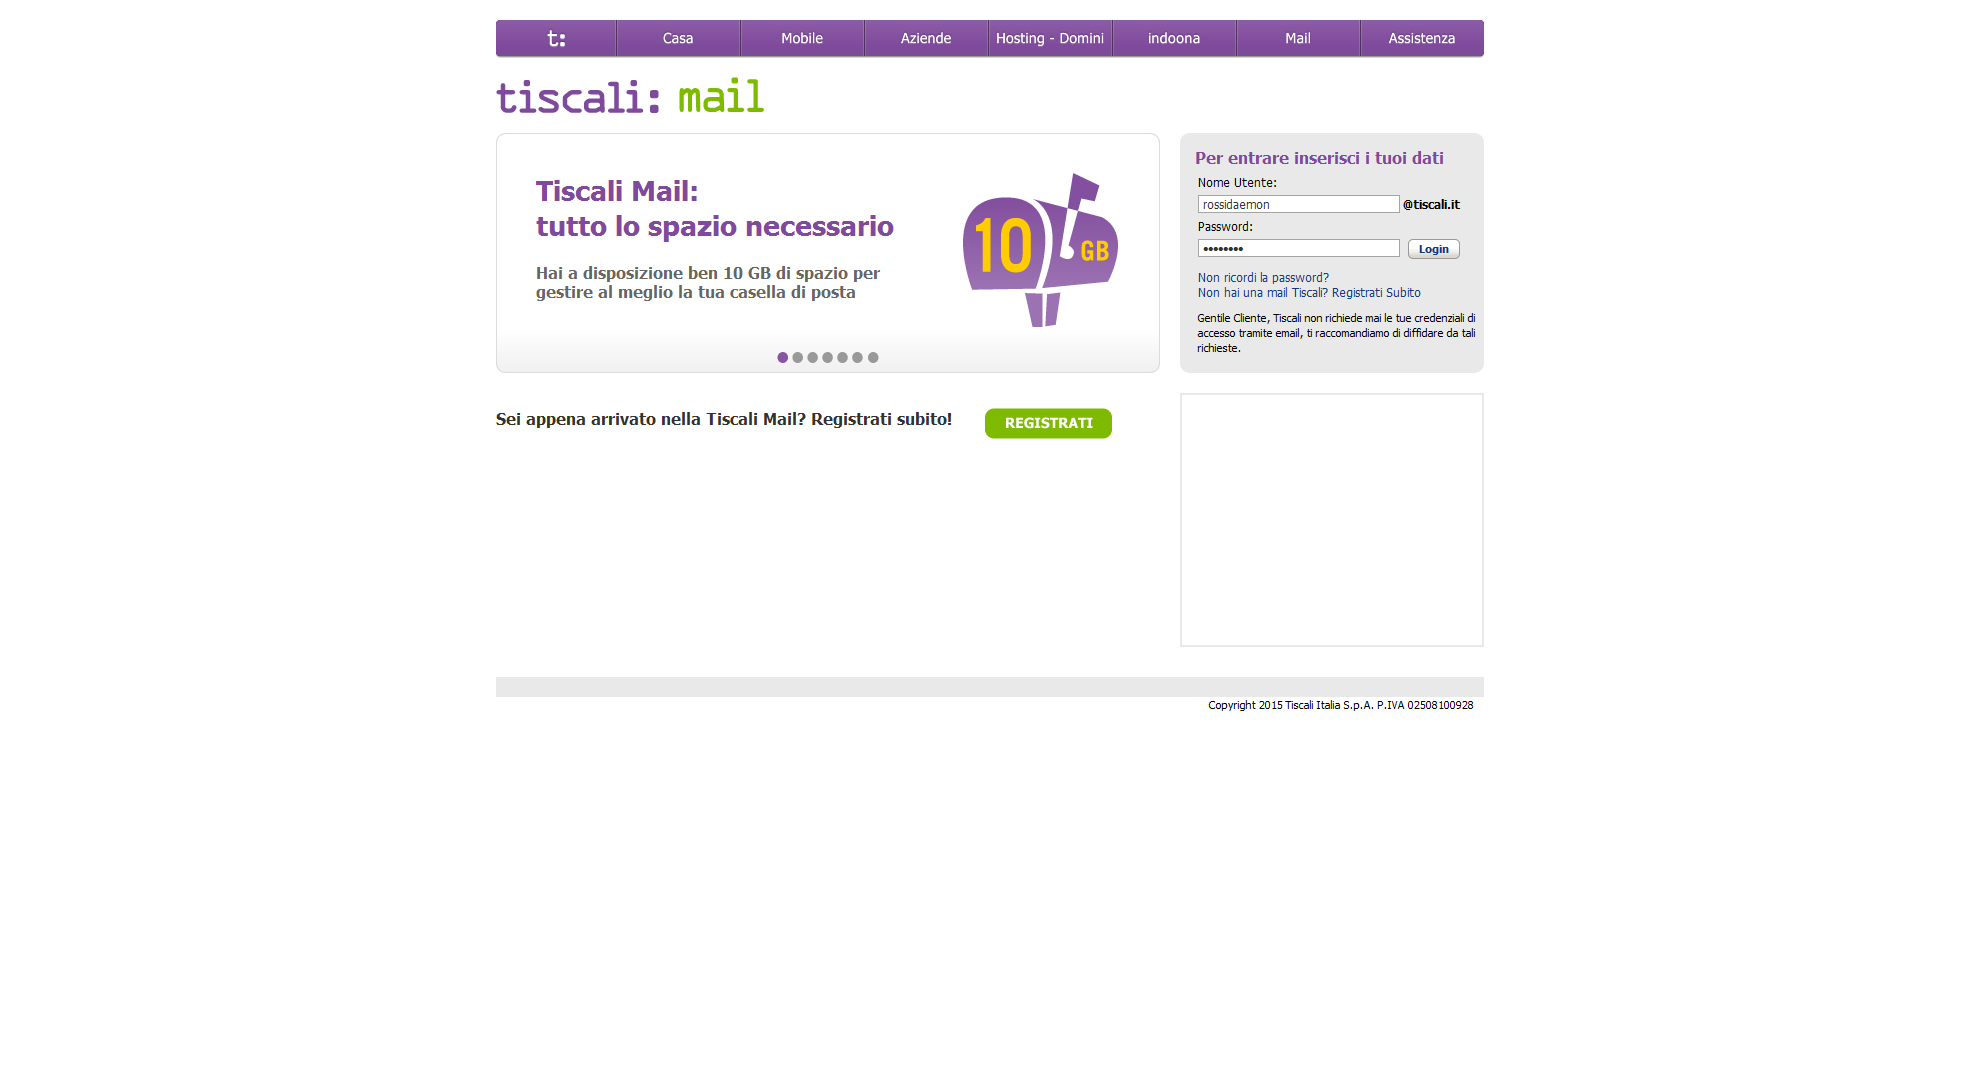 t: Casa Mobile Aziende Hosting - Domini indoona Mail Assistenza
tiscali: mail
Tiscali Mail:
tutto lo spazio necessario
Hai a disposizione ben 10 GB di spazio per
gestire al meglio la tua casella di posta
10 GB
Per entrare inserisci i tuoi dati
Nome Utente:
rossidaemon @tiscali.it
Password:
•••••••• Login
Non ricordi la password?
Non hai una mail Tiscali? Registrati Subito
Gentile Cliente, Tiscali non richiede mai le tue credenziali di
accesso tramite email, ti raccomandiamo di diffidare da tali
richieste.
Sei appena arrivato nella Tiscali Mail? Registrati subito! REGISTRATI
Copyright 2015 Tiscali Italia S.p.A. P.IVA 02508100928